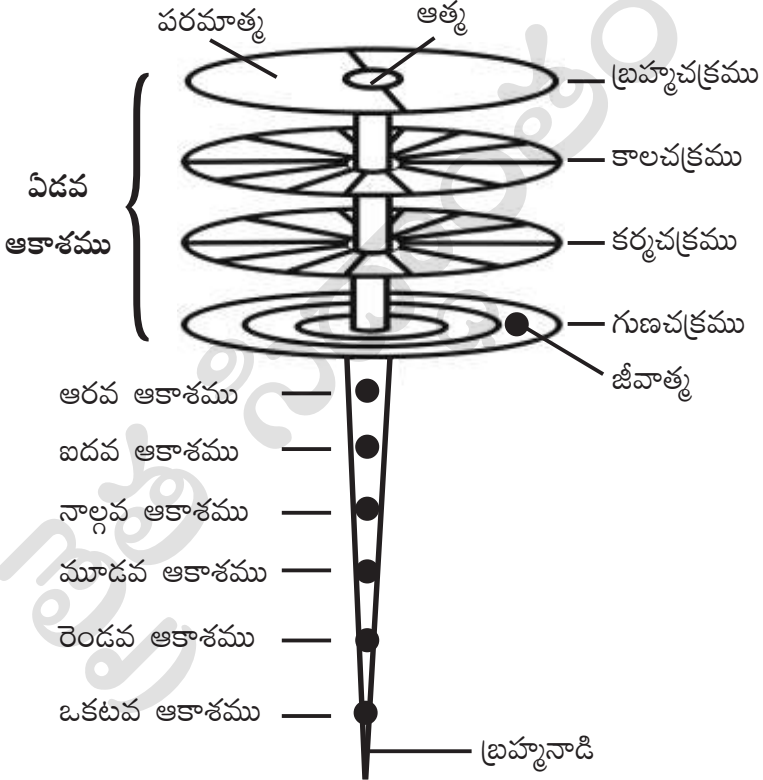 పరమాత్మ
ఆత్మ
బ్రహ్మచక్రము
కాలచక్రము
ఏడవ
ఆకాశము
కర్మచక్రము
గుణచక్రము
జీవాత్మ
ఆరవ ఆకాశము
ఐదవ ఆకాశము
నాల్గవ ఆకాశము
మూడవ ఆకాశము
రెండవ ఆకాశము
ఒకటవ ఆకాశము
బ్రహ్మనాడి